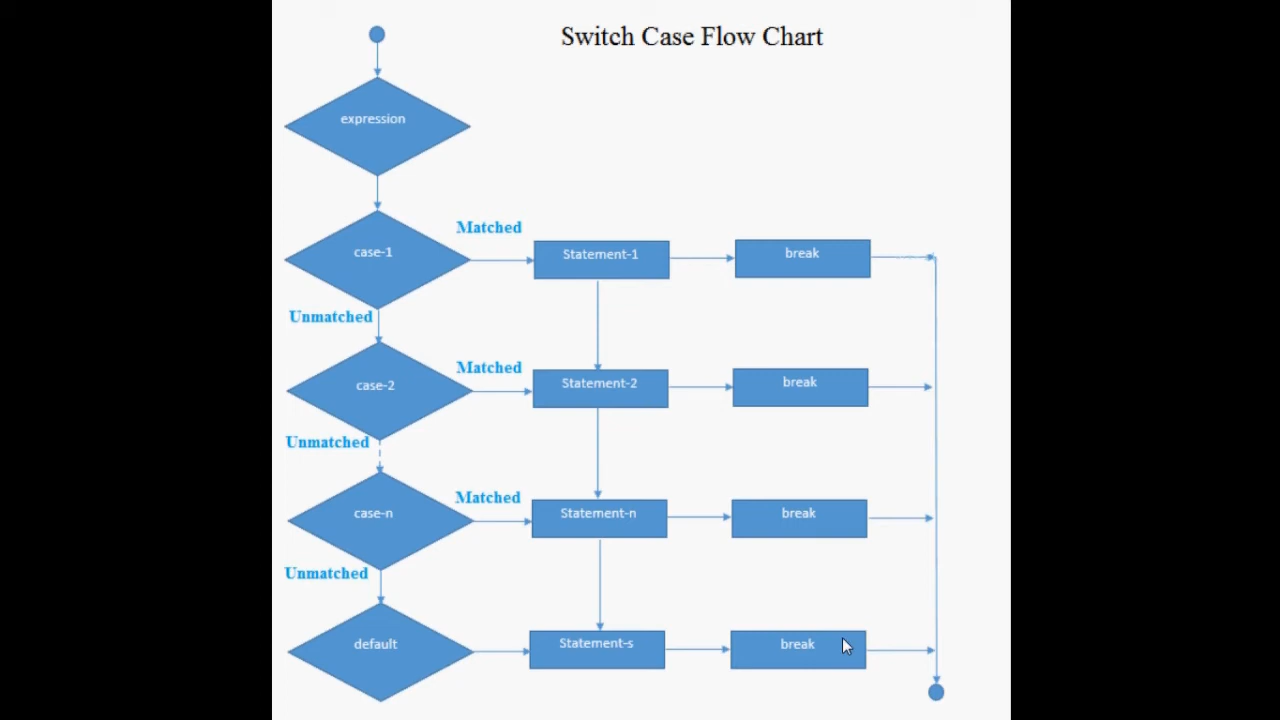 Switch Case Flow Chart
expression
Matched
case-1
Statement-1
break
Unmatched
Matched
case-2
Statement-2
break
Unmatched
Matched
case-n
Statement-n
break
Unmatched
default
Statement-s
break